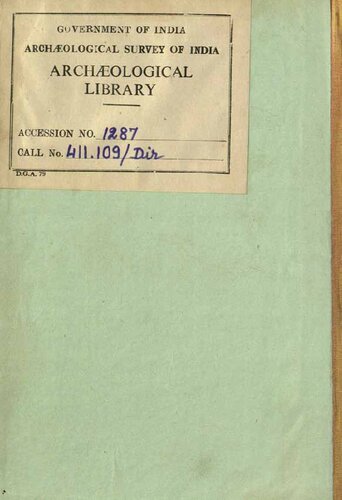 GOVERNMENT OF INDIA
ARCHÆOLOGICAL SURVEY OF INDIA
ARCHÆOLOGICAL
LIBRARY
ACCESSION NO. 1287
CALL No. 411.109/Dir
D.G.A. 79